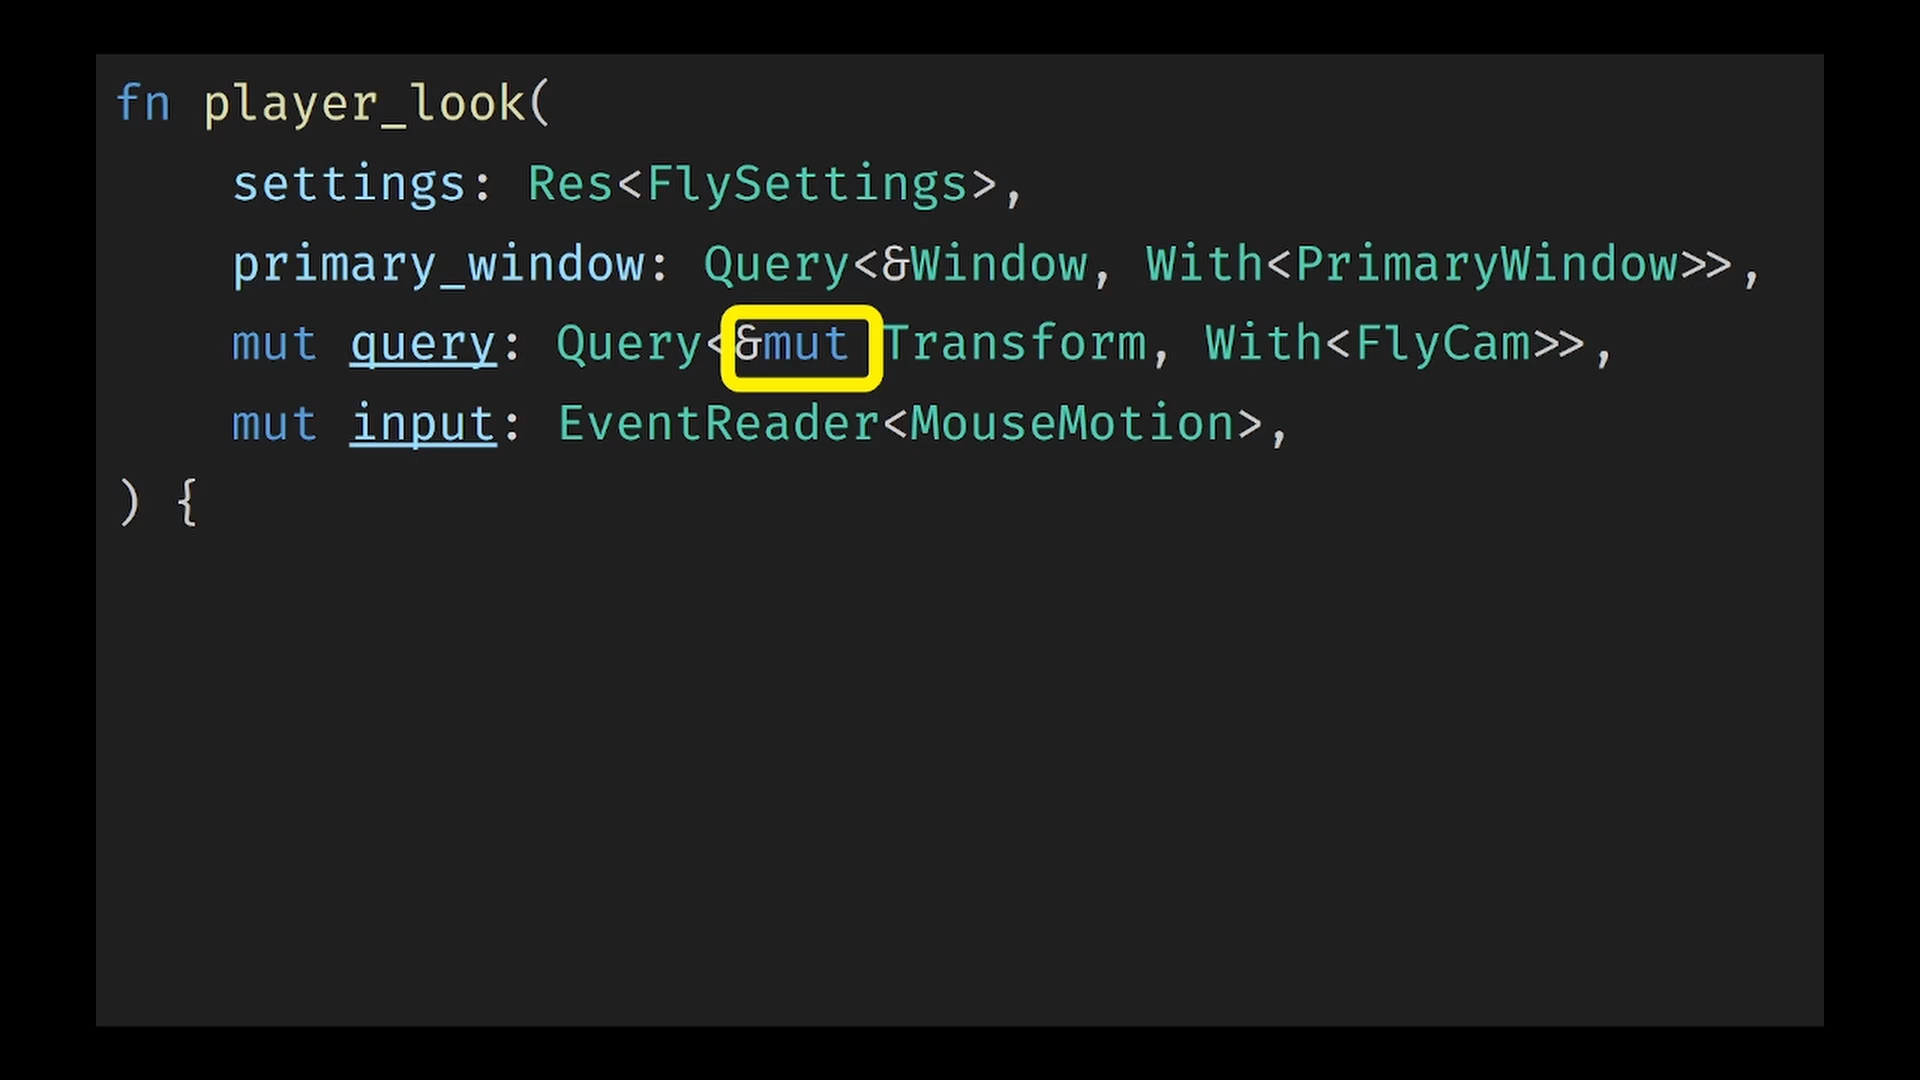 fn player_look(
settings: Res<FlySettings>,
primary_window: Query<&Window, With<PrimaryWindow>>,
mut query: Query<&mut Transform, With<FlyCam>>,
mut input: EventReader<MouseMotion>,
) {